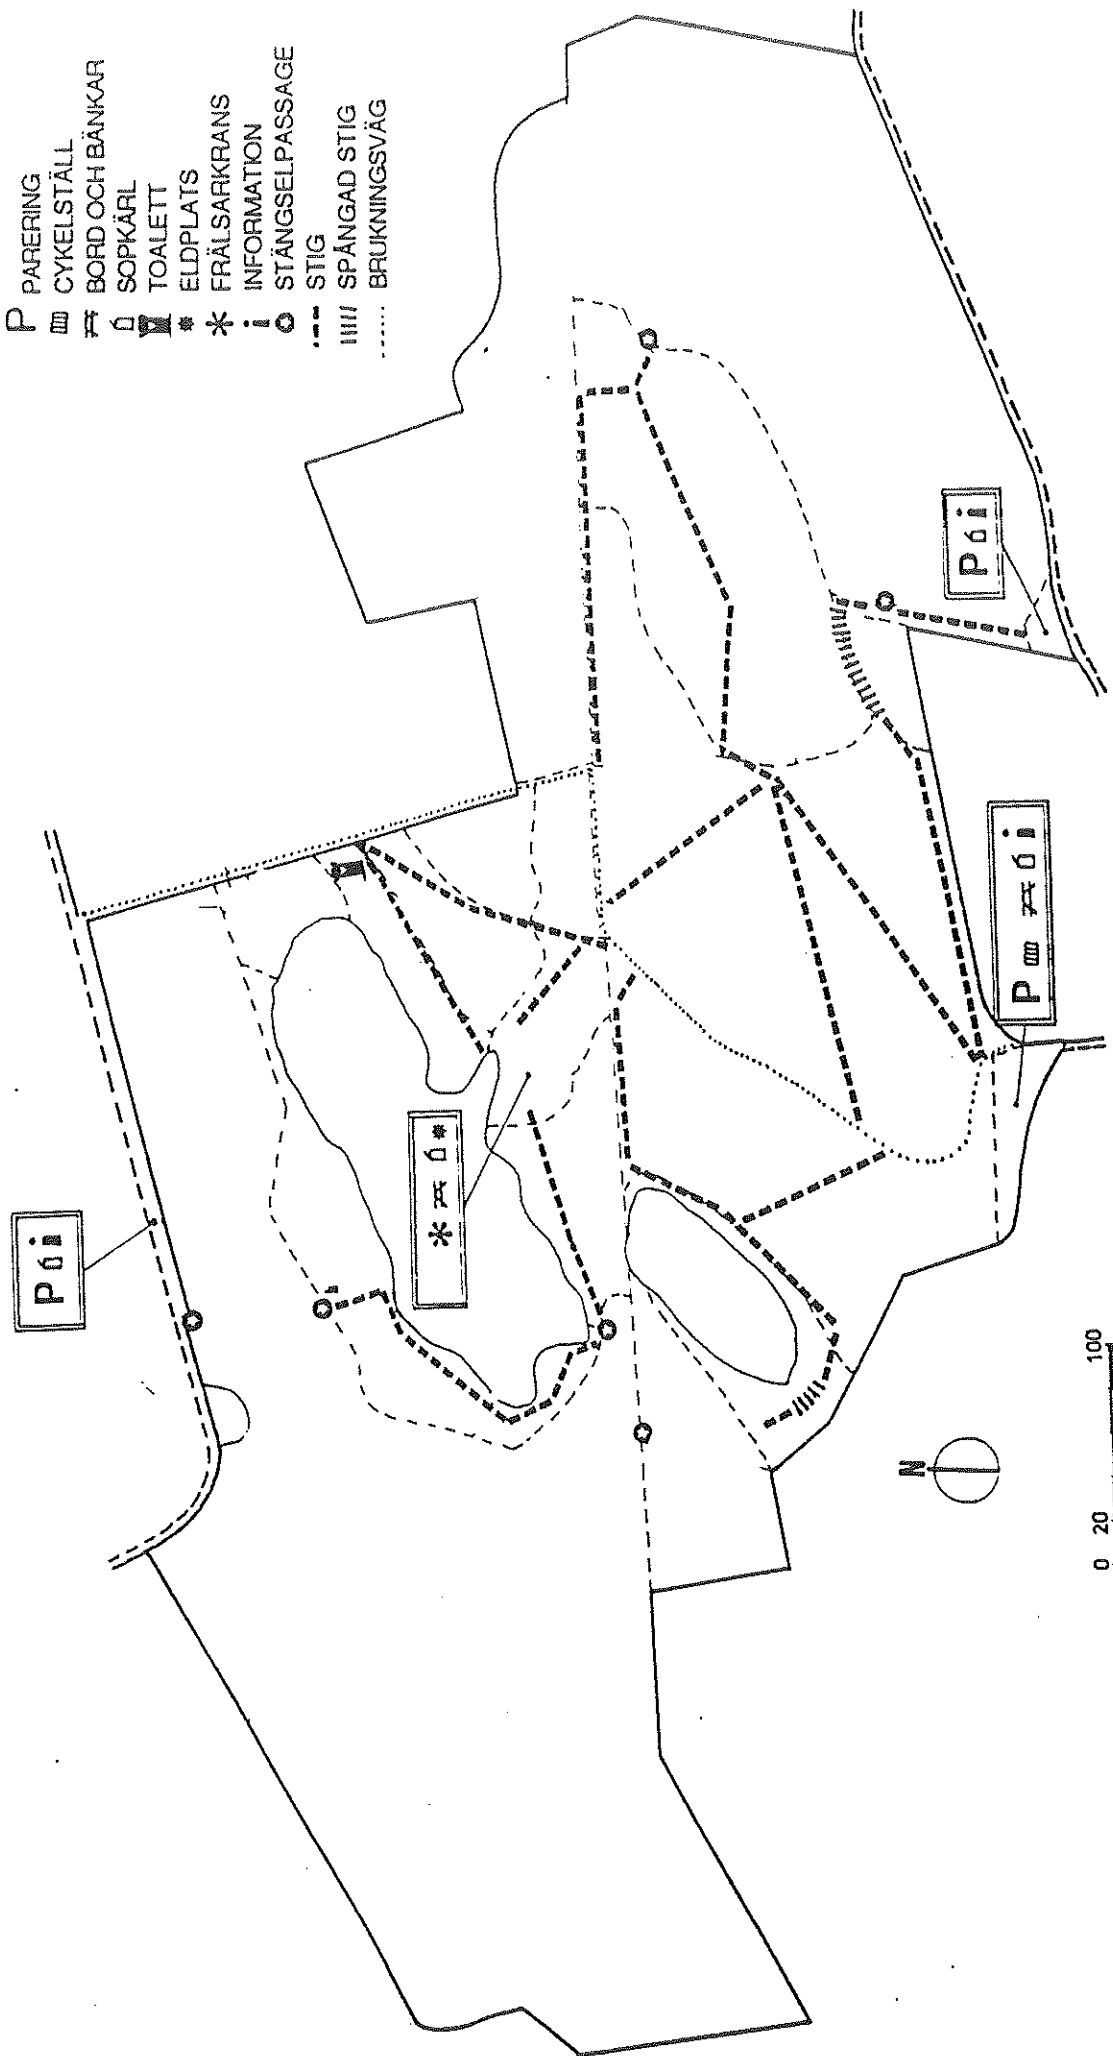 P PARERING
CYKELSTÄLL
BORD OCH BÄNKAR
SOPKÄRL
TOALETT
ELDPLATS
FRÄLSARKRANS
INFORMATION
STÄNGSELPASSAGE
STIG
SPÅNGAD STIG
BRUKNINGSVÄG
P
P
P
P
N
0 20 100